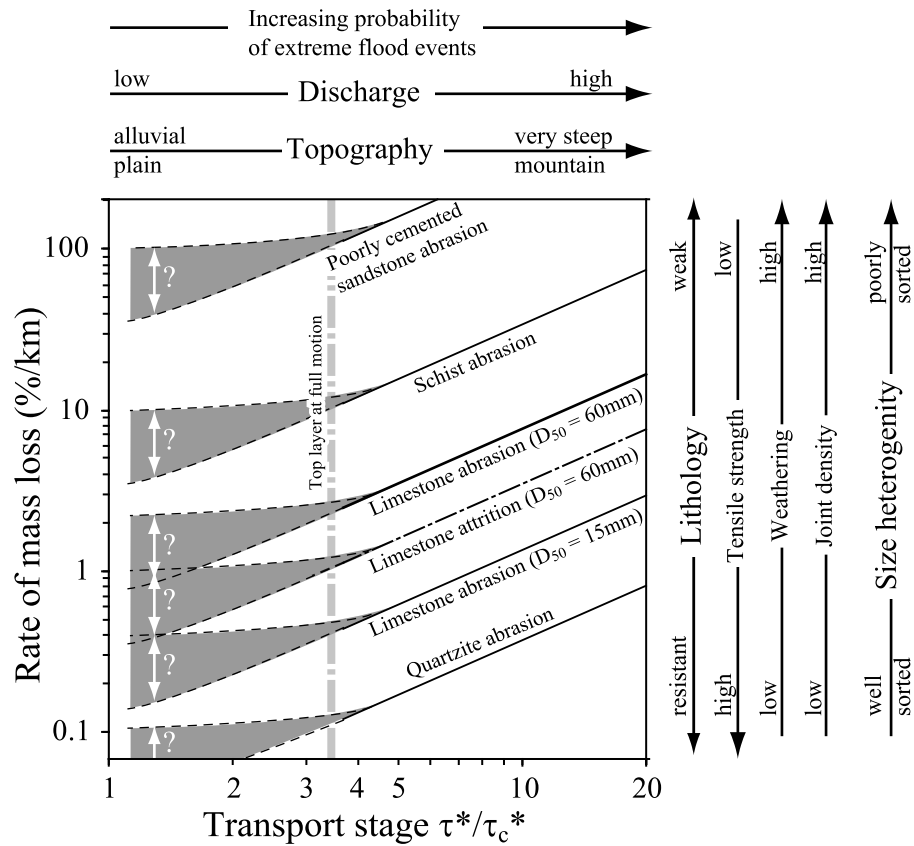 Increasing probability
of extreme flood events
low
high
Discharge
alluvial
plain
Topography
very steep
mountain
Rate of mass loss (%/km)
100
10
1
0.1
?
?
?
?
?
?
Top layer at full motion
Poorly cemented
sandstone abrasion
Schist abrasion
Limestone abrasion (D50 = 60mm)
Limestone attrition (D50 = 60mm)
Limestone abrasion (D50 = 15mm)
Quartzite abrasion
1
2
3
4
5
10
20
Transport stage τ*/τc*
resistant
Lithology
weak
high
Tensile strength
low
low
Weathering
high
low
Joint density
high
well
sorted
Size heterogenity
poorly
sorted